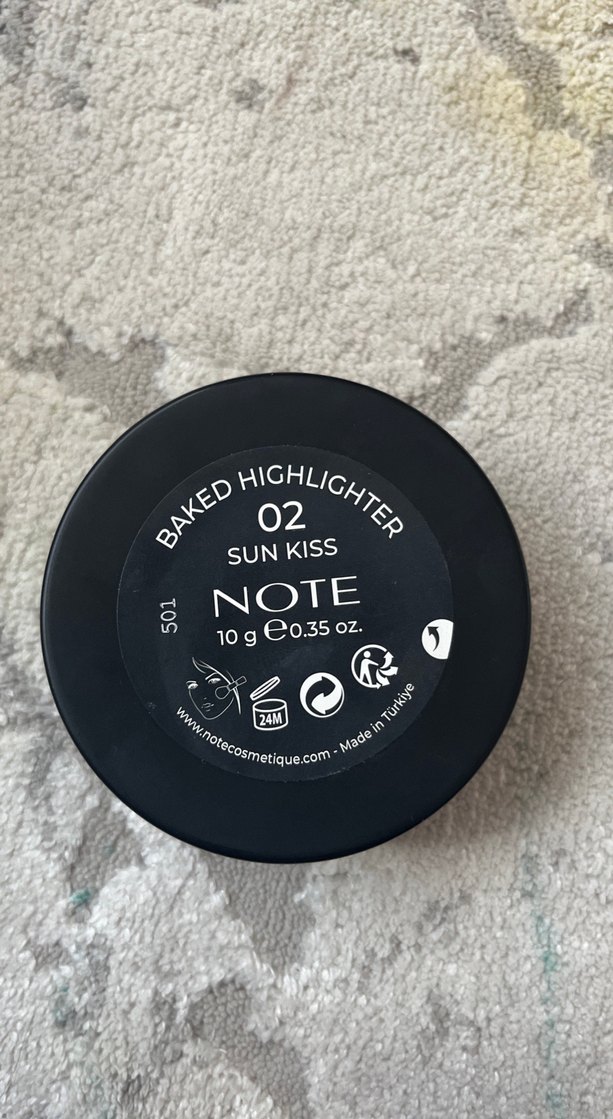 BAKED HIGHLIGHTER
02
SUN KISS
NOTE
10 g ℮ 0.35 oz.
501
24M
www.notecosmetique.com - Made in Türkiye